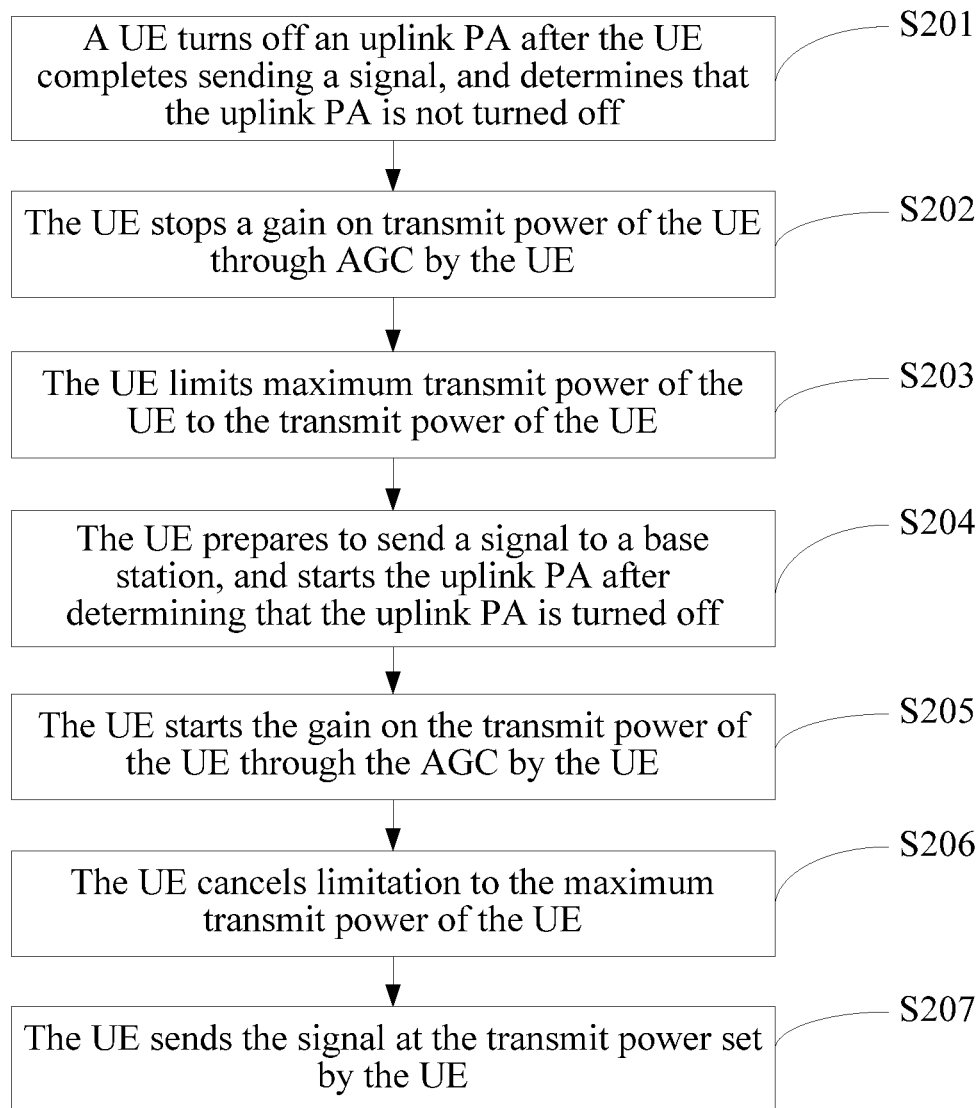 A UE turns off an uplink PA after the UE
completes sending a signal, and determines that
the uplink PA is not turned off
S201
The UE stops a gain on transmit power of the UE
through AGC by the UE
S202
The UE limits maximum transmit power of the
UE to the transmit power of the UE
S203
The UE prepares to send a signal to a base
station, and starts the uplink PA after
determining that the uplink PA is turned off
S204
The UE starts the gain on the transmit power of
the UE through the AGC by the UE
S205
The UE cancels limitation to the maximum
transmit power of the UE
S206
The UE sends the signal at the transmit power set
by the UE
S207